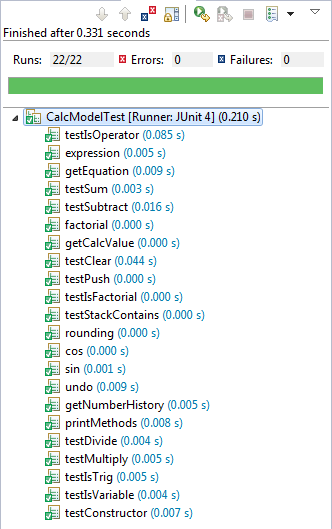 Finished after 0.331 seconds
Runs: 22/22 Errors: 0 Failures: 0
CalcModelTest [Runner: JUnit 4] (0.210 s)
testIsOperator (0.085 s)
expression (0.005 s)
getEquation (0.009 s)
testSum (0.003 s)
testSubtract (0.016 s)
factorial (0.000 s)
getCalcValue (0.000 s)
testClear (0.044 s)
testPush (0.000 s)
testIsFactorial (0.000 s)
testStackContains (0.000 s)
rounding (0.000 s)
cos (0.000 s)
sin (0.001 s)
undo (0.009 s)
getNumberHistory (0.005 s)
printMethods (0.008 s)
testDivide (0.004 s)
testMultiply (0.005 s)
testIsTrig (0.005 s)
testIsVariable (0.004 s)
testConstructor (0.007 s)